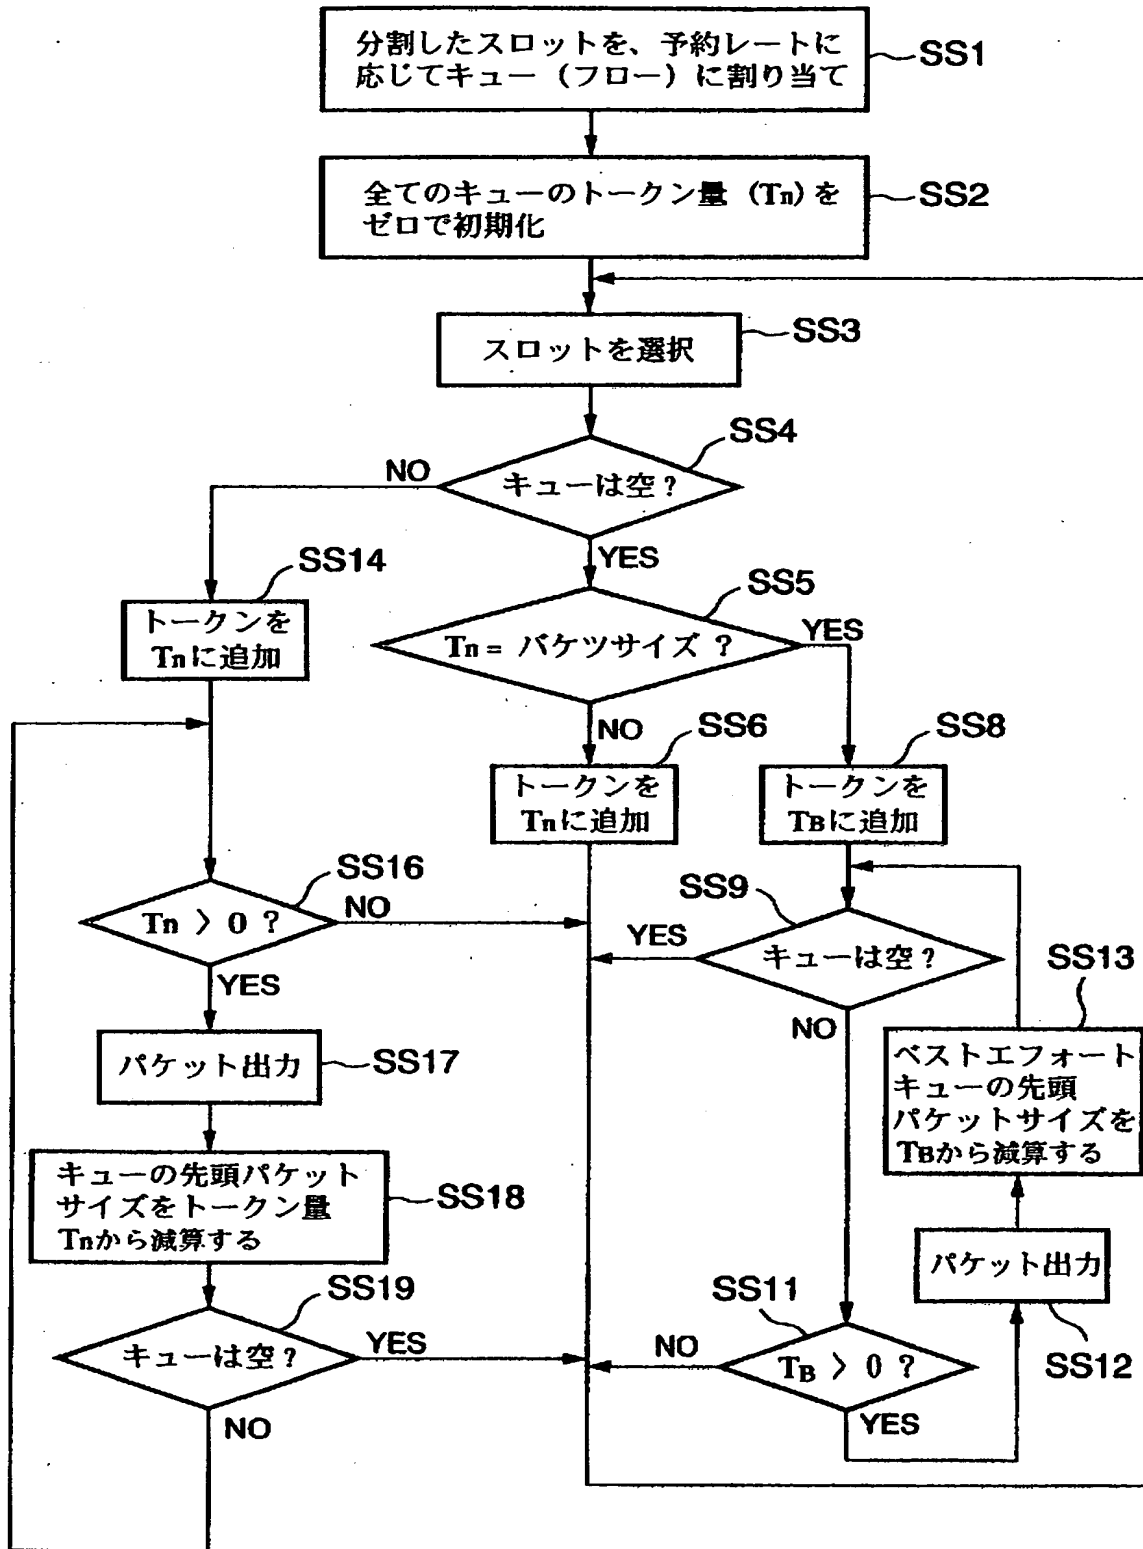 分割したスロットを、予約レートに
応じてキュー（フロー）に割り当て
SS1
全てのキューのトークン量（Tn）を
ゼロで初期化
SS2
スロットを選択
SS3
キューは空？
SS4
NO
YES
トークンを
Tnに追加
SS14
Tn = バケツサイズ ？
SS5
YES
NO
トークンを
Tnに追加
SS6
トークンを
TBに追加
SS8
Tn 〉 0 ？
SS16
NO
YES
キューは空？
SS9
YES
NO
ベストエフォート
キューの先頭
パケットサイズを
TBから減算する
SS13
パケット出力
SS17
キューの先頭パケット
サイズをトークン量
Tnから減算する
SS18
パケット出力
SS12
キューは空？
SS19
YES
NO
TB 〉 0 ？
SS11
NO
YES